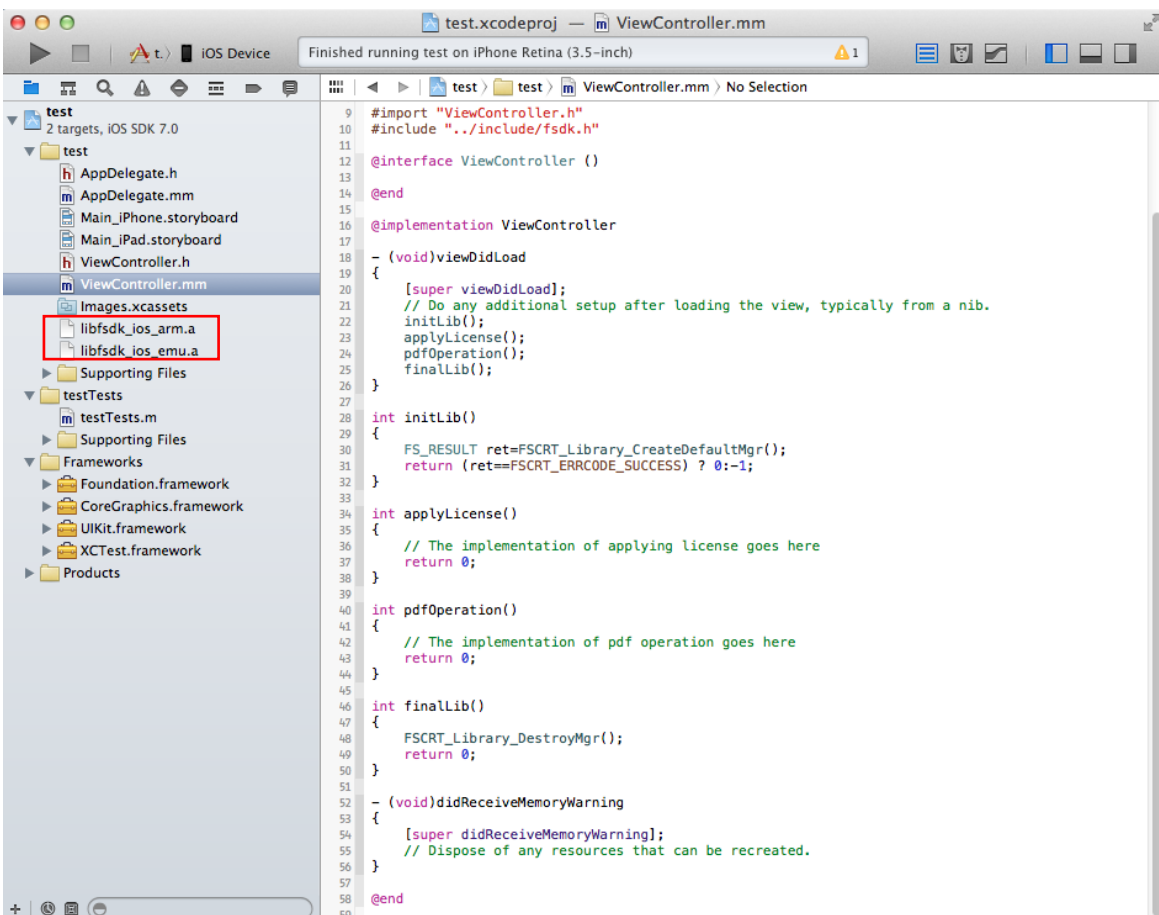 test.xcodeproj — ViewController.mm
t. iOS Device
Finished running test on iPhone Retina (3.5-inch)
1
test
2 targets, iOS SDK 7.0
test
AppDelegate.h
AppDelegate.mm
Main_iPhone.storyboard
Main_iPad.storyboard
ViewController.h
ViewController.mm
Images.xcassets
libfsdk_ios_arm.a
libfsdk_ios_emu.a
Supporting Files
testTests
testTests.m
Supporting Files
Frameworks
Foundation.framework
CoreGraphics.framework
UIKit.framework
XCTest.framework
Products
test test ViewController.mm No Selection
9 #import "ViewController.h"
10 #include "../include/fsdk.h"
11
12 @interface ViewController ()
13
14 @end
15
16 @implementation ViewController
17
18 - (void)viewDidLoad
19 {
20 [super viewDidLoad];
21 // Do any additional setup after loading the view, typically from a nib.
22 initLib();
23 applyLicense();
24 pdfOperation();
25 finalLib();
26 }
27
28 int initLib()
29 {
30 FS_RESULT ret=FSCRT_Library_CreateDefaultMgr();
31 return (ret==FSCRT_ERRCODE_SUCCESS) ? 0:-1;
32 }
33
34 int applyLicense()
35 {
36 // The implementation of applying license goes here
37 return 0;
38 }
39
40 int pdfOperation()
41 {
42 // The implementation of pdf operation goes here
43 return 0;
44 }
45
46 int finalLib()
47 {
48 FSCRT_Library_DestroyMgr();
49 return 0;
50 }
51
52 - (void)didReceiveMemoryWarning
53 {
54 [super didReceiveMemoryWarning];
55 // Dispose of any resources that can be recreated.
56 }
57
58 @end
59